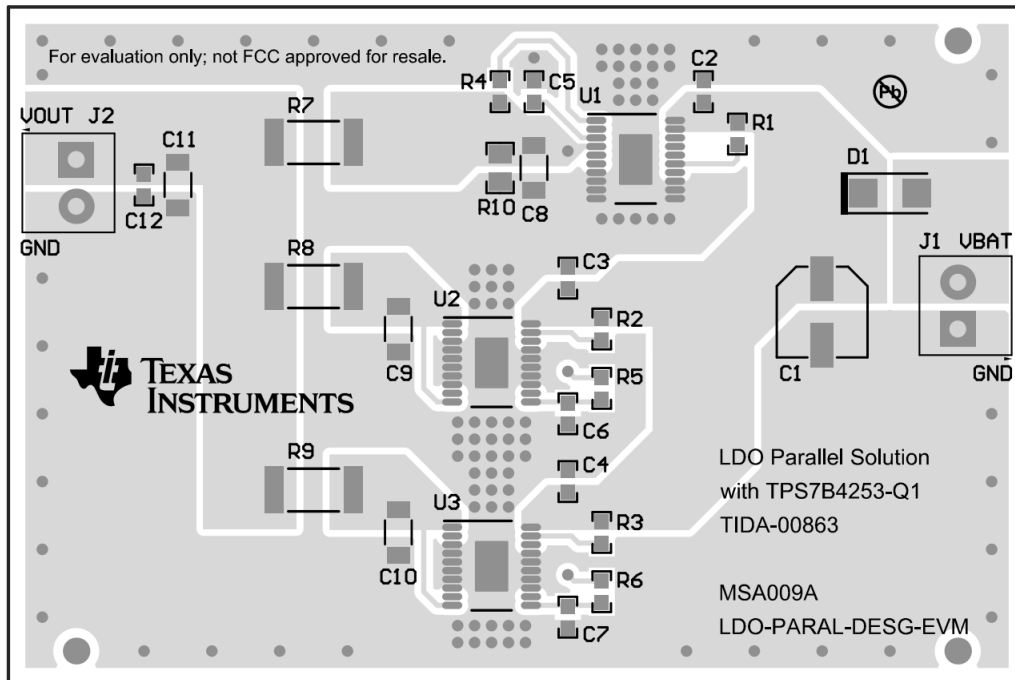 For evaluation only; not FCC approved for resale.
C2
R4
C5
U1
Pb
R7
R1
VOUT J2
C11
D1
C12
R10
C8
GND
J1 VBAT
R8
C3
U2
R2
C9
R5
C1
GND
TEXAS
INSTRUMENTS
C6
R9
C4
LDO Parallel Solution
with TPS7B4253-Q1
TIDA-00863
U3
R3
C10
R6
MSA009A
C7
LDO-PARAL-DESG-EVM